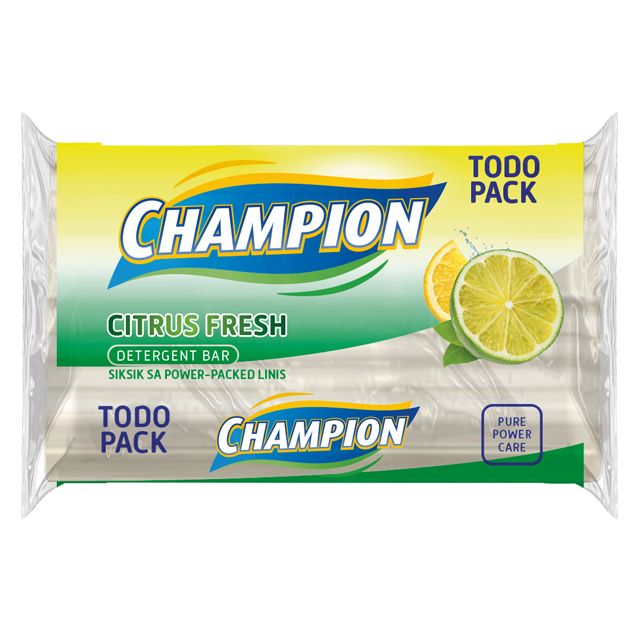 TODO
PACK
CHAMPION
CITRUS FRESH
DETERGENT BAR
SIKSIK SA POWER-PACKED LINIS
TODO
PACK
CHAMPION
PURE
POWER
CARE